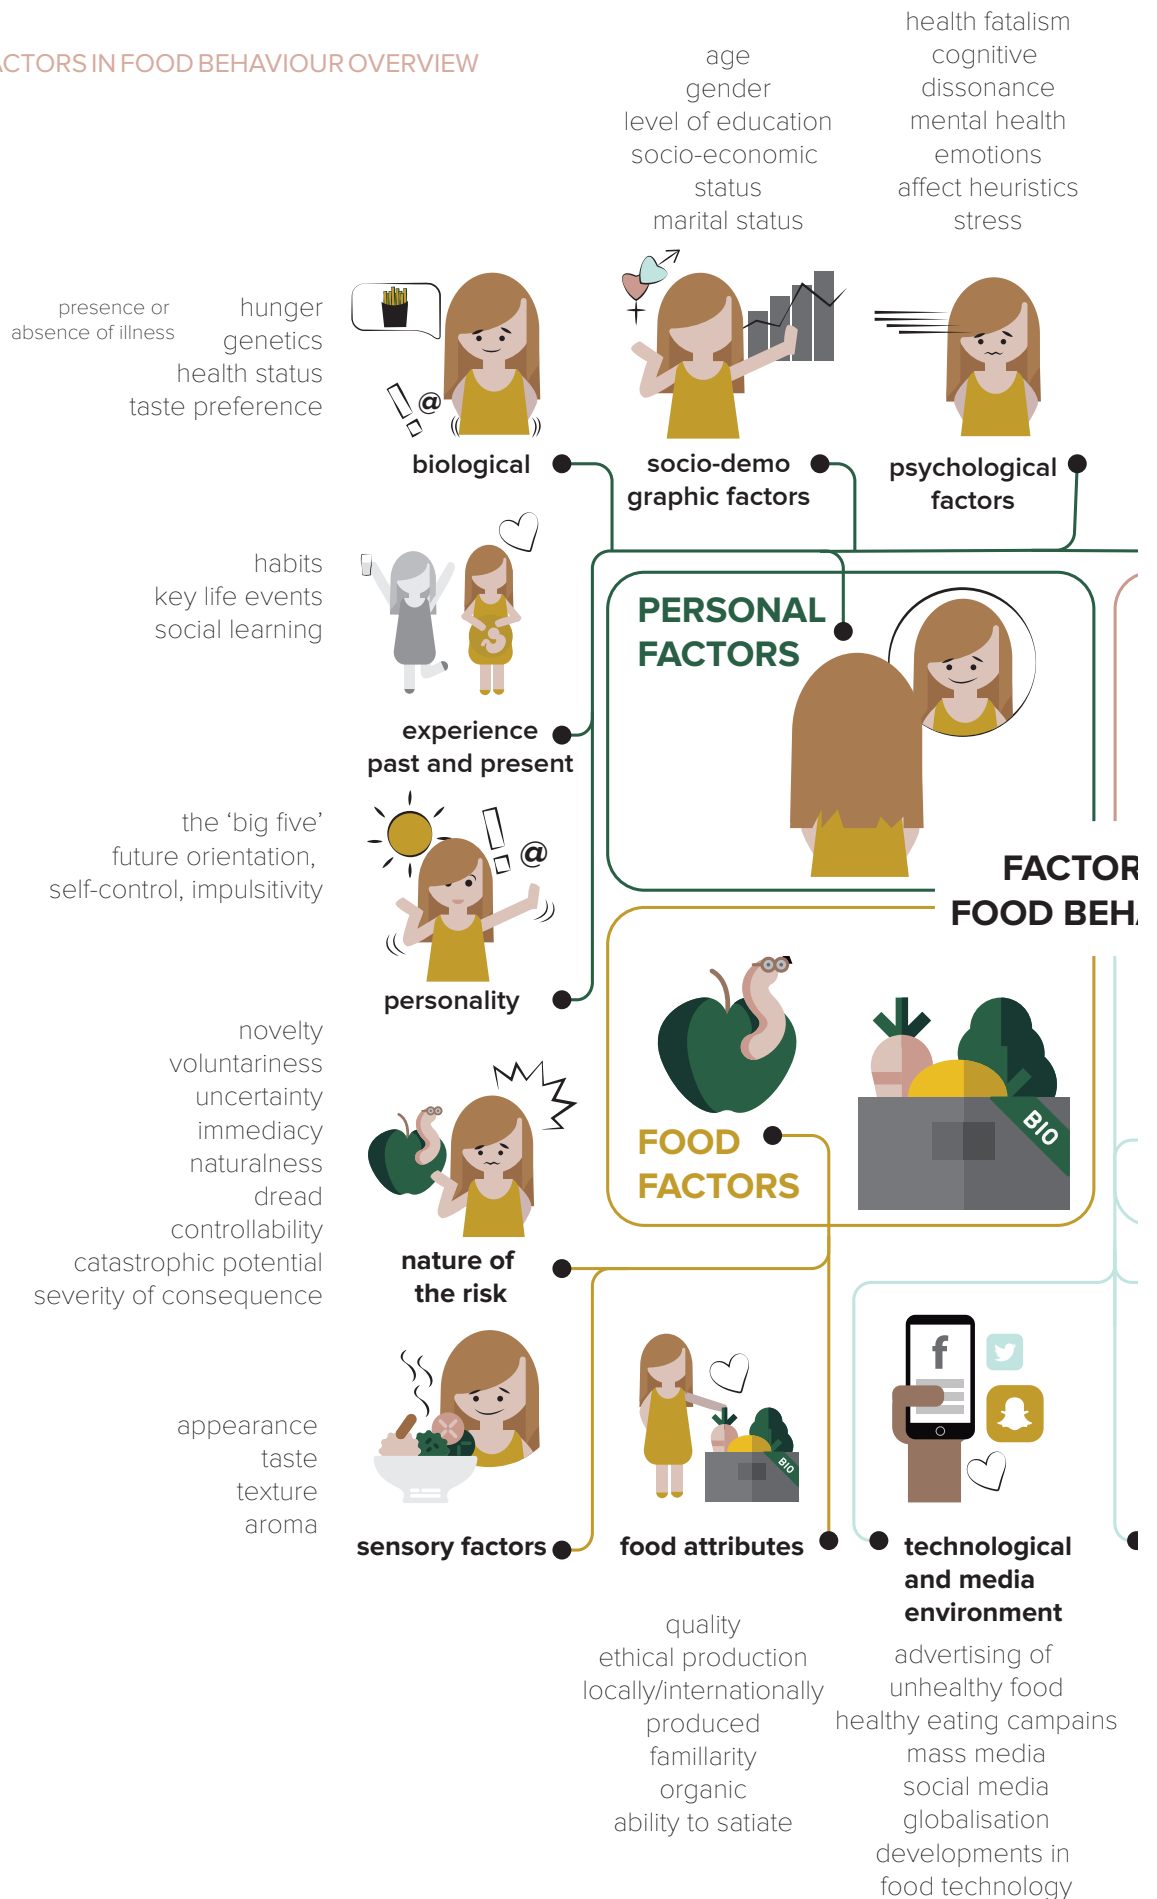 ACTORS IN FOOD BEHAVIOUR OVERVIEW
age
gender
level of education
socio-economic
status
marital status
health fatalism
cognitive
dissonance
mental health
emotions
affect heuristics
stress
presence or
absence of illness
hunger
genetics
health status
taste preference
@
biological
socio-demo
graphic factors
psychological
factors
habits
key life events
social learning
experience
past and present
PERSONAL
FACTORS
the ‘big five’
future orientation,
self-control, impulsitivity
@
personality
FACTOR
FOOD BEHA
novelty
voluntariness
uncertainty
immediacy
naturalness
dread
controllability
catastrophic potential
severity of consequence
nature of
the risk
FOOD
FACTORS
BIO
appearance
taste
texture
aroma
sensory factors
BIO
food attributes
quality
ethical production
locally/internationally
produced
famillarity
organic
ability to satiate
f
technological
and media
environment
advertising of
unhealthy food
healthy eating campains
mass media
social media
globalisation
developments in
food technology